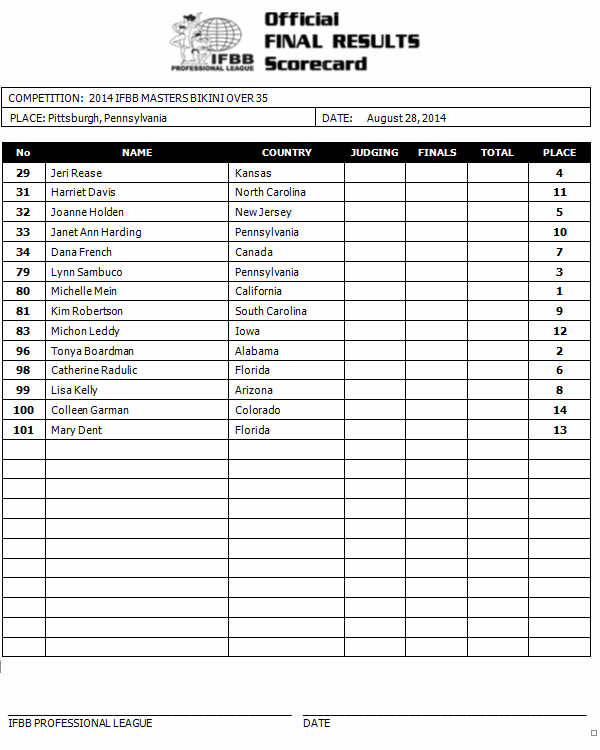 Official
FINAL RESULTS
Scorecard
IFBB
PROFESSIONAL LEAGUE
COMPETITION: 2014 IFBB MASTERS BIKINI OVER 35
PLACE: Pittsburgh, Pennsylvania DATE: August 28, 2014
No NAME COUNTRY JUDGING FINALS TOTAL PLACE
29 Jeri Rease Kansas 4
31 Harriet Davis North Carolina 11
32 Joanne Holden New Jersey 5
33 Janet Ann Harding Pennsylvania 10
34 Dana French Canada 7
79 Lynn Sambuco Pennsylvania 3
80 Michelle Mein California 1
81 Kim Robertson South Carolina 9
83 Michon Leddy Iowa 12
96 Tonya Boardman Alabama 2
98 Catherine Radulic Florida 6
99 Lisa Kelly Arizona 8
100 Colleen Garman Colorado 14
101 Mary Dent Florida 13
IFBB PROFESSIONAL LEAGUE DATE